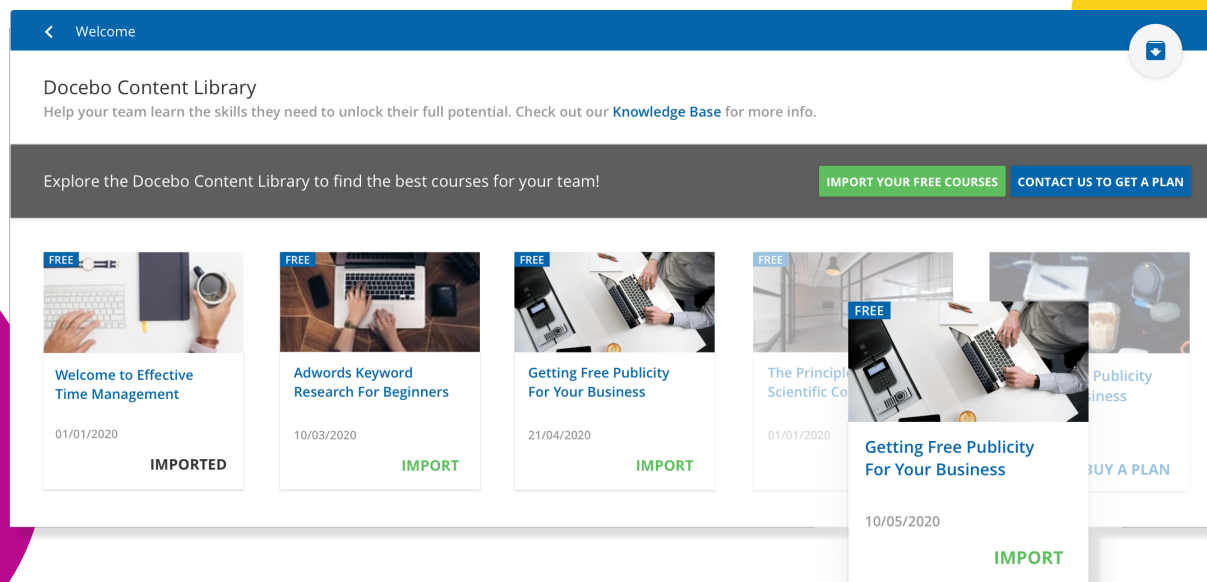 Welcome
Docebo Content Library
Help your team learn the skills they need to unlock their full potential. Check out our Knowledge Base for more info.
Explore the Docebo Content Library to find the best courses for your team!
IMPORT YOUR FREE COURSES
CONTACT US TO GET A PLAN
FREE
Welcome to Effective
Time Management
01/01/2020
IMPORTED
FREE
Adwords Keyword
Research For Beginners
10/03/2020
IMPORT
FREE
Getting Free Publicity
For Your Business
21/04/2020
IMPORT
FREE
The
Scientific
01/01/2020
FREE
Getting Free Publicity
For Your Business
10/05/2020
IMPORT
Publicity
BUY A PLAN